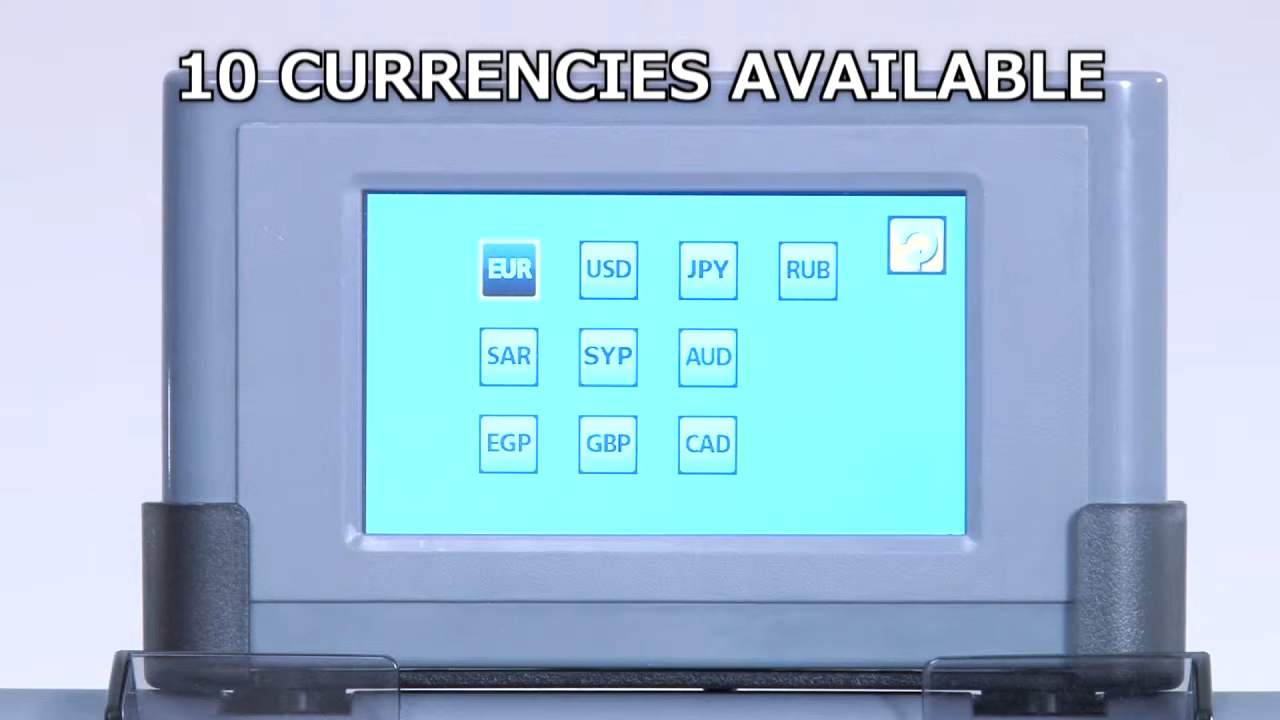 10 CURRENCIES AVAILABLE
EUR USD JPY RUB
SAR SYP AUD
EGP GBP CAD